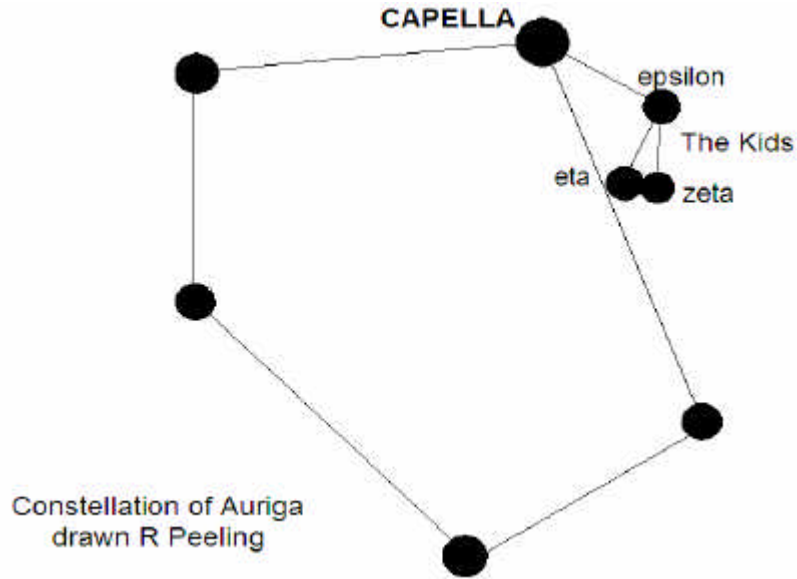 CAPELLA
epsilon
The Kids
eta
zeta
Constellation of Auriga
drawn R Peeling